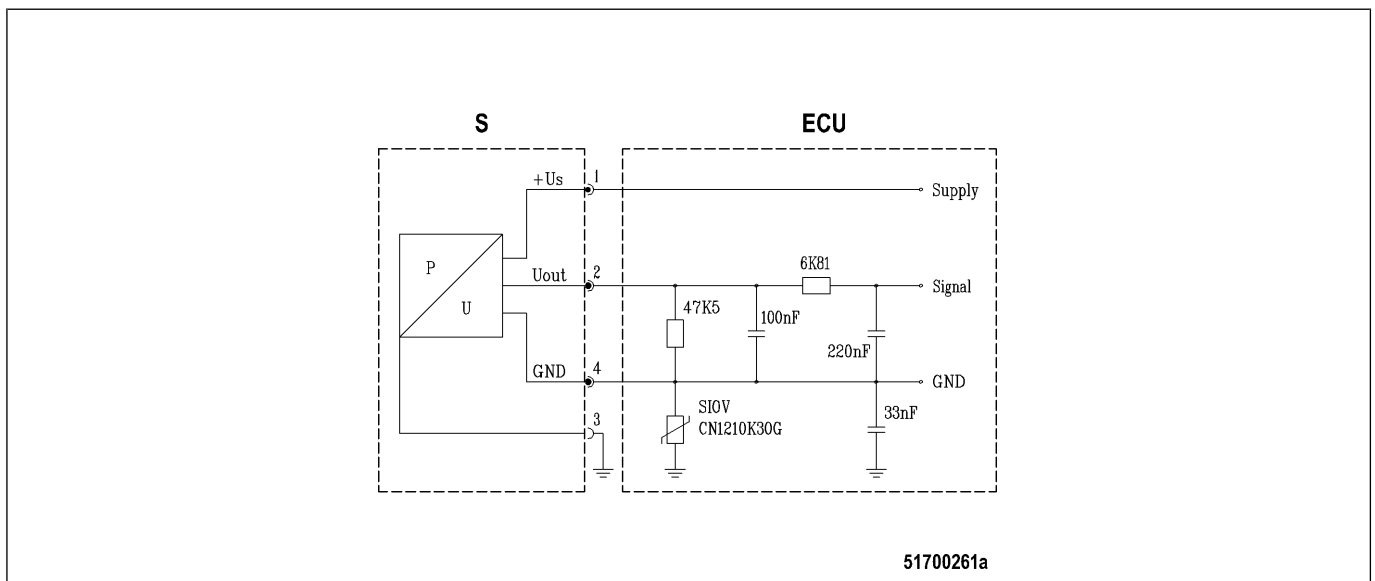 S
ECU
+Us
1
Supply
P
U
Uout
2
6K81
Signal
47K5
100nF
220nF
GND
4
GND
3
SIOV
CN1210K30G
33nF
51700261a